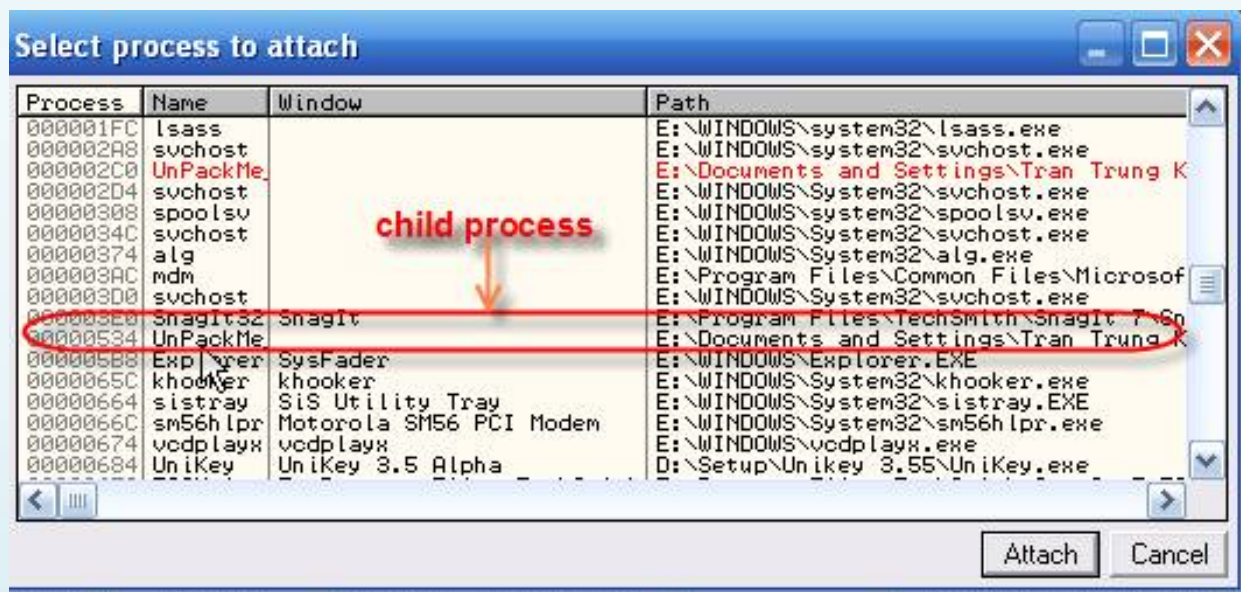 Select process to attach
Process Name Window Path
000001FC lsass E:\WINDOWS\system32\lsass.exe
000002A8 svchost E:\WINDOWS\system32\svchost.exe
000002C0 UnPackMe_ E:\Documents and Settings\Tran Trung K
000002D4 svchost E:\WINDOWS\System32\svchost.exe
00000308 spoolsv E:\WINDOWS\system32\spoolsv.exe
0000034C svchost E:\WINDOWS\System32\svchost.exe
00000374 alg E:\WINDOWS\System32\alg.exe
000003AC mdm E:\Program Files\Common Files\Microsof
000003D0 svchost E:\WINDOWS\System32\svchost.exe
child process
000003E0 SnagIt32 SnagIt E:\Program Files\TechSmith\SnagIt 7\Sn
00000534 UnPackMe_ E:\Documents and Settings\Tran Trung K
000005B8 Explorer SysFader E:\WINDOWS\Explorer.EXE
0000065C khooker khooker E:\WINDOWS\System32\khooker.exe
00000664 sistray SiS Utility Tray E:\WINDOWS\System32\sistray.EXE
0000066C sm56hlpr Motorola SM56 PCI Modem E:\WINDOWS\System32\sm56hlpr.exe
00000674 vcdplayx vcdplayx E:\WINDOWS\vcdplayx.exe
00000684 UniKey UniKey 3.5 Alpha D:\Setup\Unikey 3.55\UniKey.exe
Attach Cancel